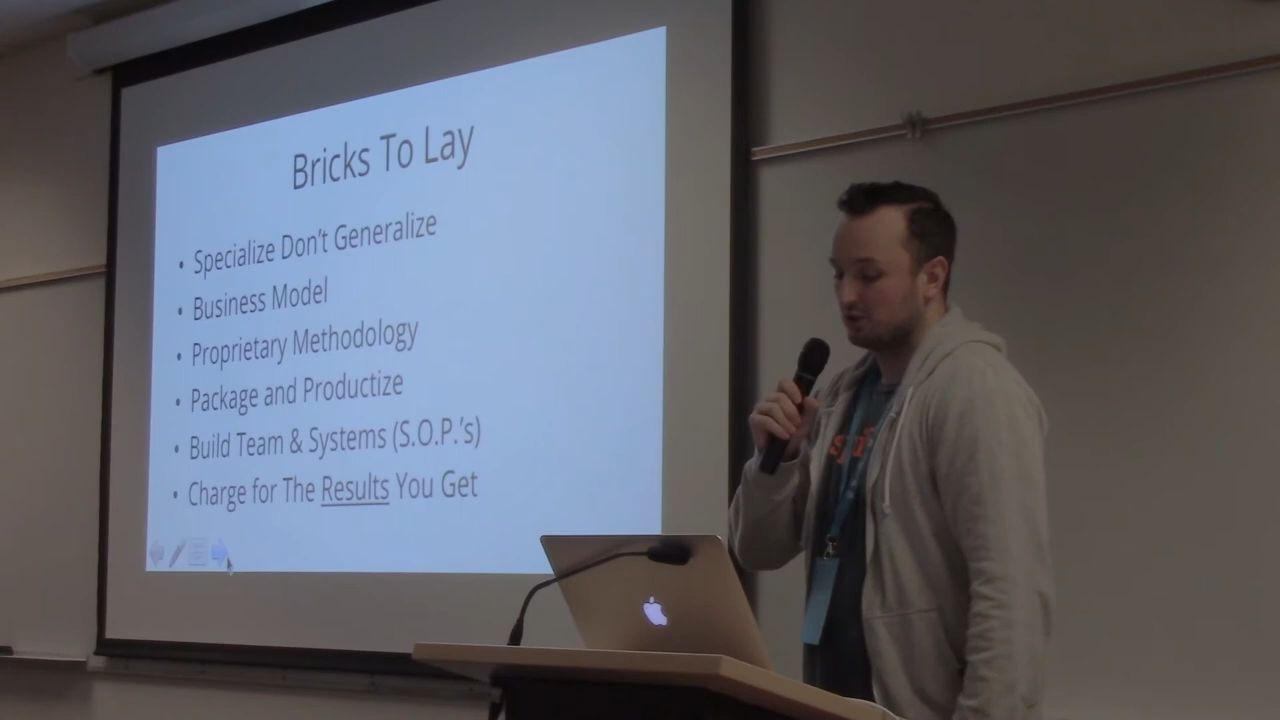 Bricks To Lay
• Specialize Don't Generalize
• Business Model
• Proprietary Methodology
• Package and Productize
• Build Team & Systems (S.O.P.'s)
• Charge for The Results You Get